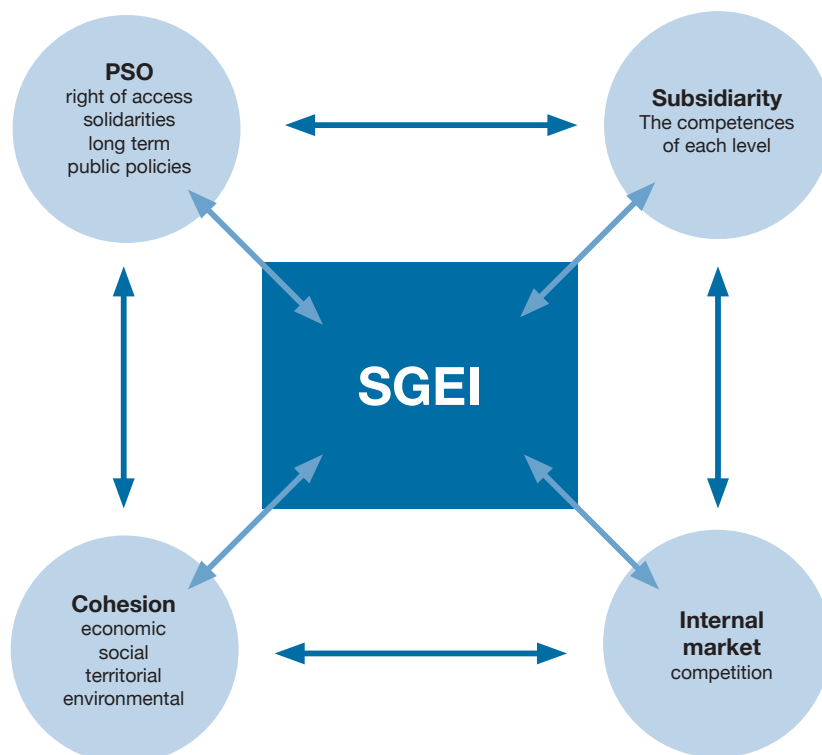 PSO
right of access
solidarities
long term
public policies
Subsidiarity
The competences
of each level
SGEI
Cohesion
economic
social
territorial
environmental
Internal
market
competition